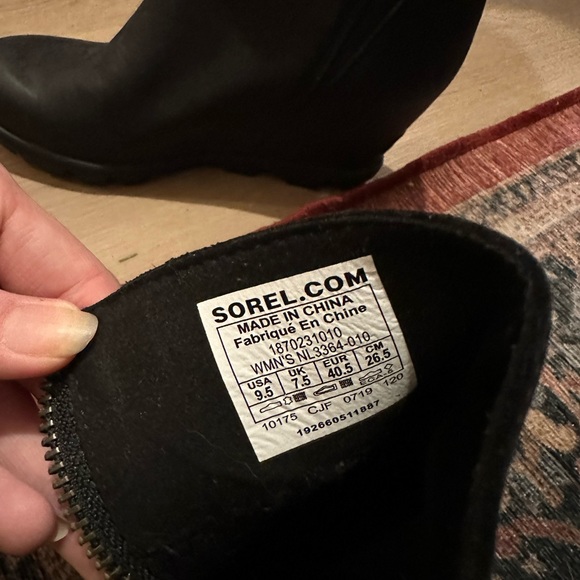 SOREL.COM
MADE IN CHINA
Fabriqué En Chine
1870231010
WMN'S NL3364-010
USA UK EUR CM
9.5 7.5 40.5 26.5
10175 CJF 0719 120
192660511887